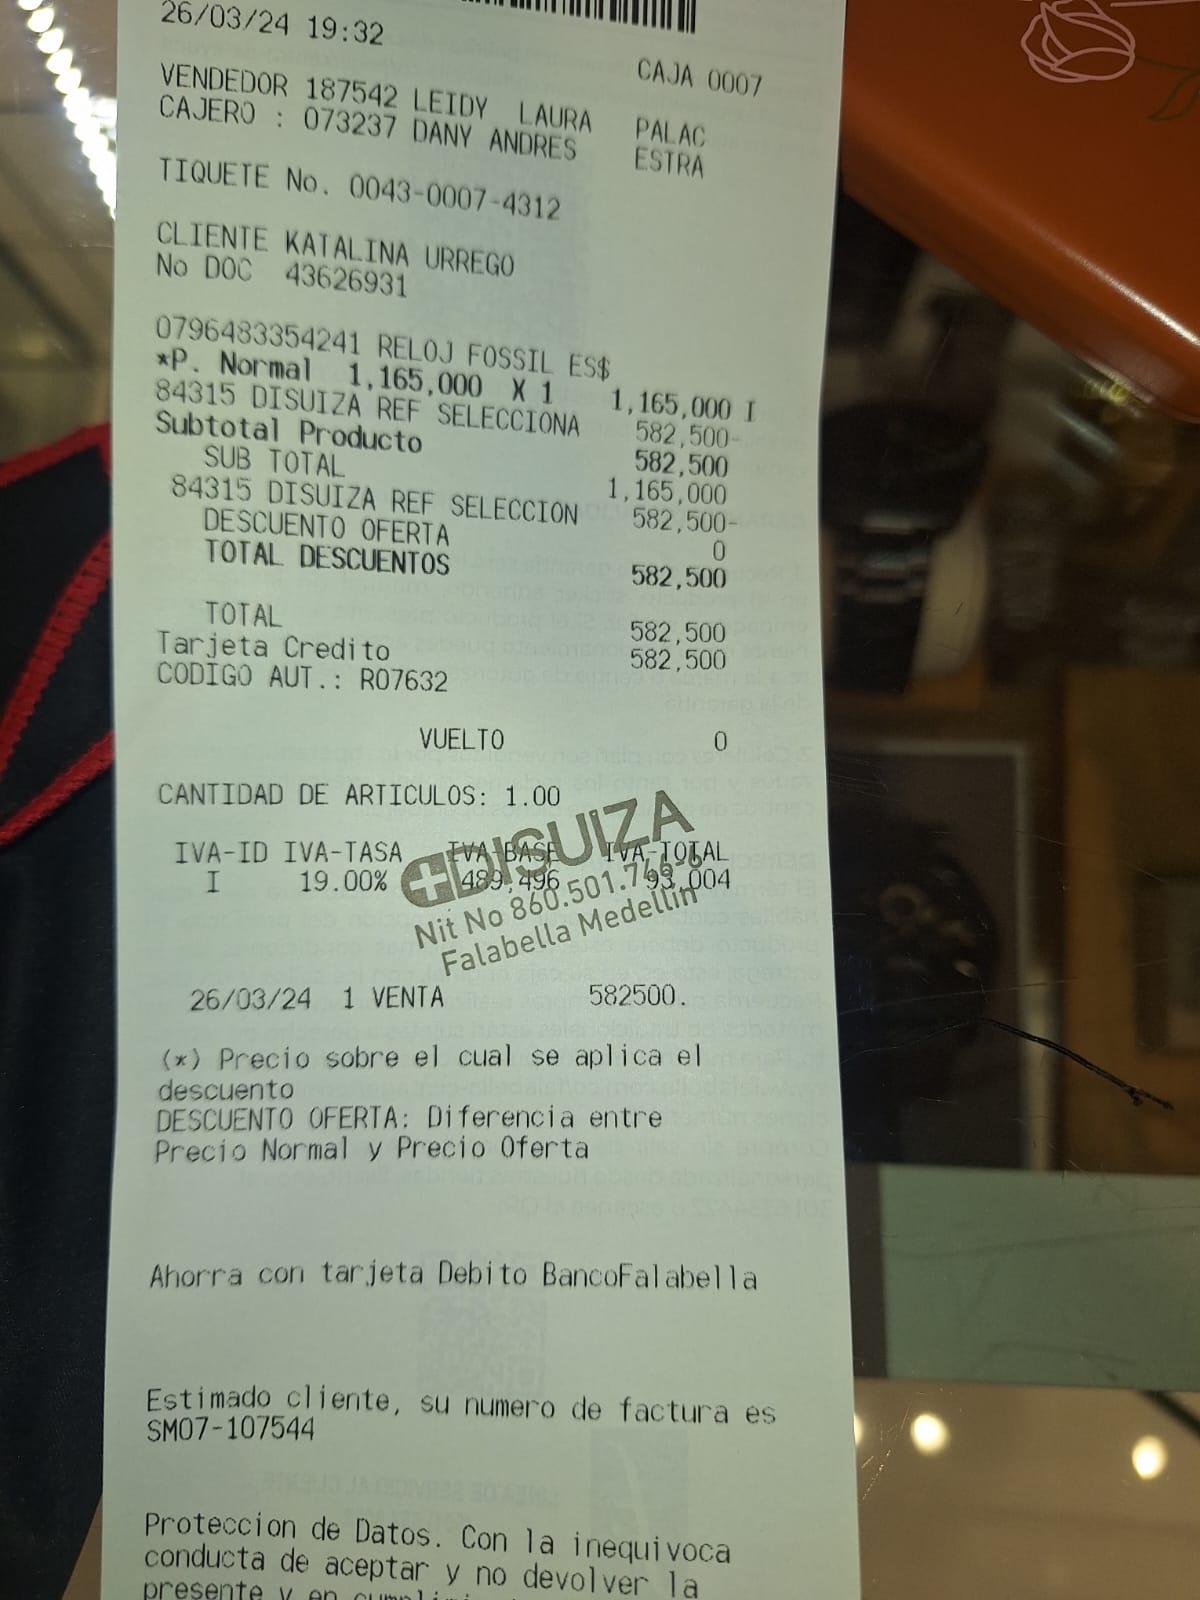 26/03/24 19:32
CAJA 0007
VENDEDOR 187542 LEIDY LAURA PALAC
CAJERO : 073237 DANY ANDRES ESTRA
TIQUETE No. 0043-0007-4312
CLIENTE KATALINA URREGO
No DOC 43626931
0796483354241 RELOJ FOSSIL ES$
*P. Normal 1,165,000 X 1 1,165,000 I
84315 DISUIZA REF SELECCIONA 582,500-
Subtotal Producto 582,500
SUB TOTAL 1,165,000
84315 DISUIZA REF SELECCION 582,500-
DESCUENTO OFERTA 0
TOTAL DESCUENTOS 582,500
TOTAL 582,500
Tarjeta Credito 582,500
CODIGO AUT.: R07632
VUELTO 0
CANTIDAD DE ARTICULOS: 1.00
IVA-ID IVA-TASA IVA-BASE IVA-TOTAL
I 19.00% 489,496 93,004
DISUIZA
Nit No 860.501.746-6
Falabella Medellin
26/03/24 1 VENTA 582500.
(*) Precio sobre el cual se aplica el
descuento
DESCUENTO OFERTA: Diferencia entre
Precio Normal y Precio Oferta
Ahorra con tarjeta Debito BancoFalabella
Estimado cliente, su numero de factura es
SM07-107544
Proteccion de Datos. Con la inequivoca
conducta de aceptar y no devolver la
presente y en